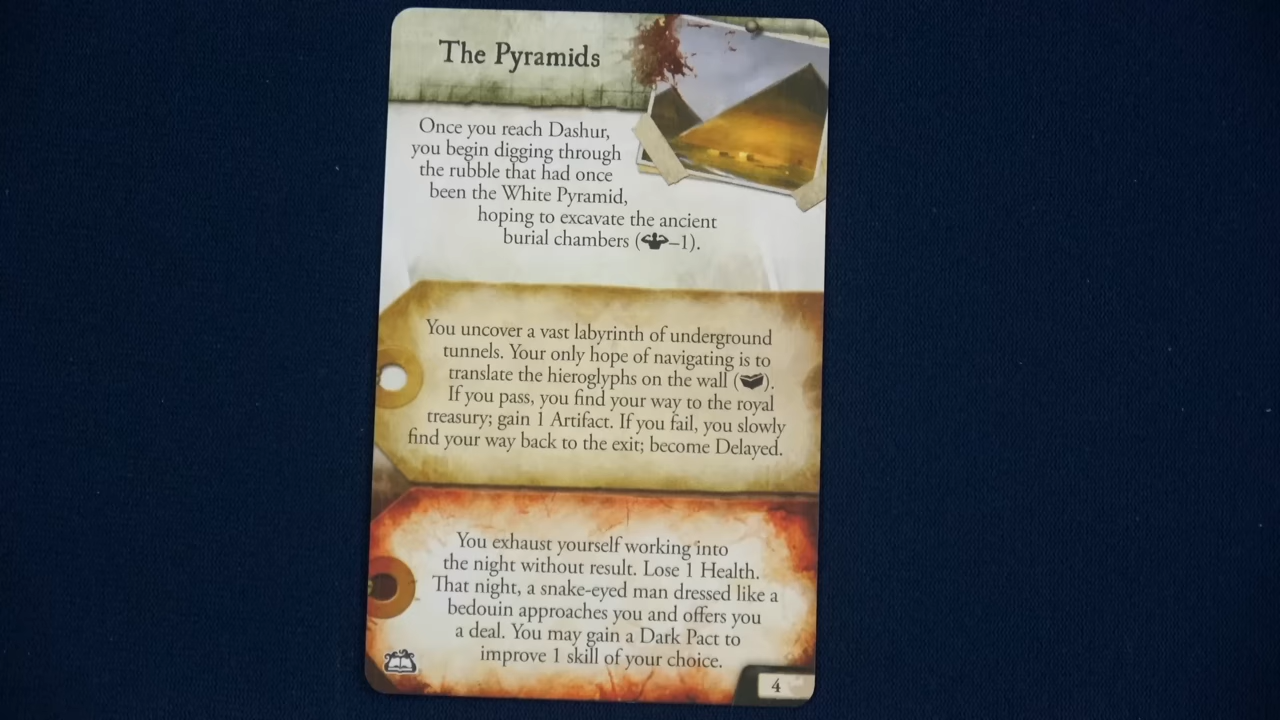 The Pyramids
Once you reach Dashur,
you begin digging through
the rubble that had once
been the White Pyramid,
hoping to excavate the ancient
burial chambers (–1).
You uncover a vast labyrinth of underground
tunnels. Your only hope of navigating is to
translate the hieroglyphs on the wall ().
If you pass, you find your way to the royal
treasury; gain 1 Artifact. If you fail, you slowly
find your way back to the exit; become Delayed.
You exhaust yourself working into
the night without result. Lose 1 Health.
That night, a snake-eyed man dressed like a
bedouin approaches you and offers you
a deal. You may gain a Dark Pact to
improve 1 skill of your choice.
4